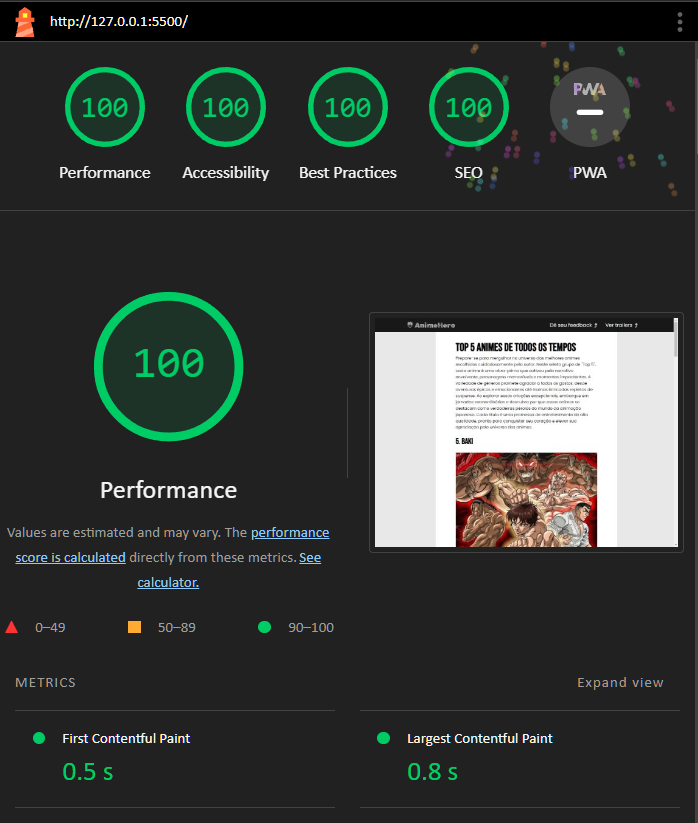 http://127.0.0.1:5500/
100
100
100
100
PWA
Performance
Accessibility
Best Practices
SEO
PWA
100
Performance
Values are estimated and may vary. The performance
score is calculated directly from these metrics. See
calculator.
0–49
50–89
90–100
AnimeHero
Dê seu feedback
Ver trailers
TOP 5 ANIMES DE TODOS OS TEMPOS
5. BAKI
METRICS
Expand view
First Contentful Paint
0.5 s
Largest Contentful Paint
0.8 s